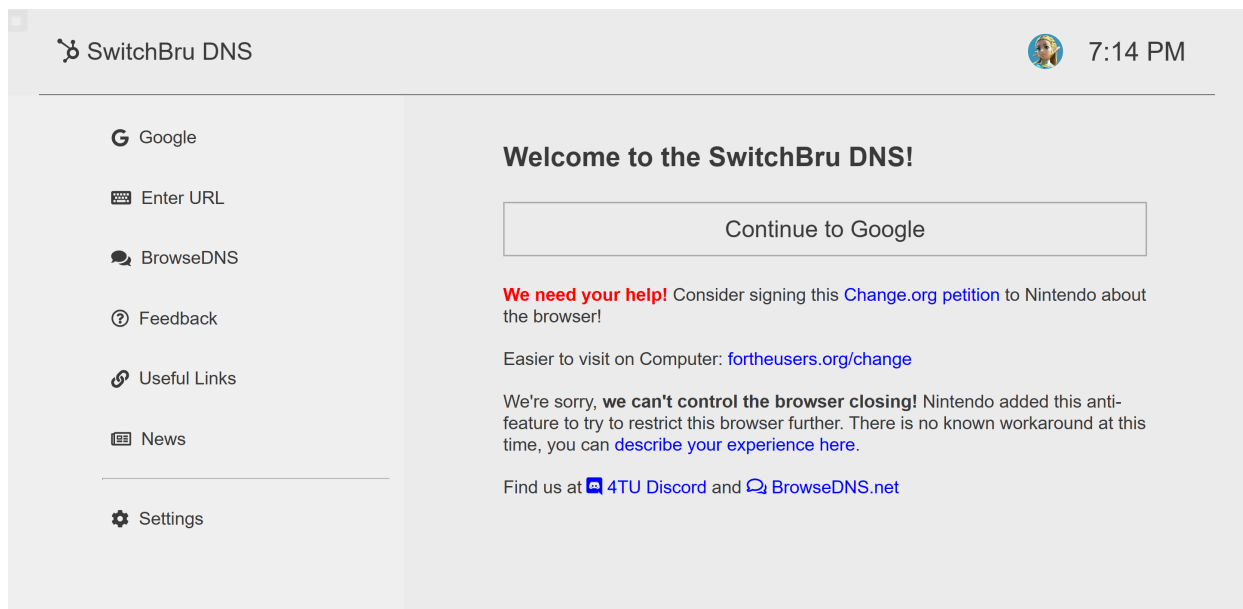 SwitchBru DNS
7:14 PM
Google
Enter URL
BrowseDNS
Feedback
Useful Links
News
Settings
Welcome to the SwitchBru DNS!
Continue to Google
We need your help! Consider signing this Change.org petition to Nintendo about
the browser!
Easier to visit on Computer: fortheusers.org/change
We're sorry, we can't control the browser closing! Nintendo added this anti-
feature to try to restrict this browser further. There is no known workaround at this
time, you can describe your experience here.
Find us at 4TU Discord and BrowseDNS.net